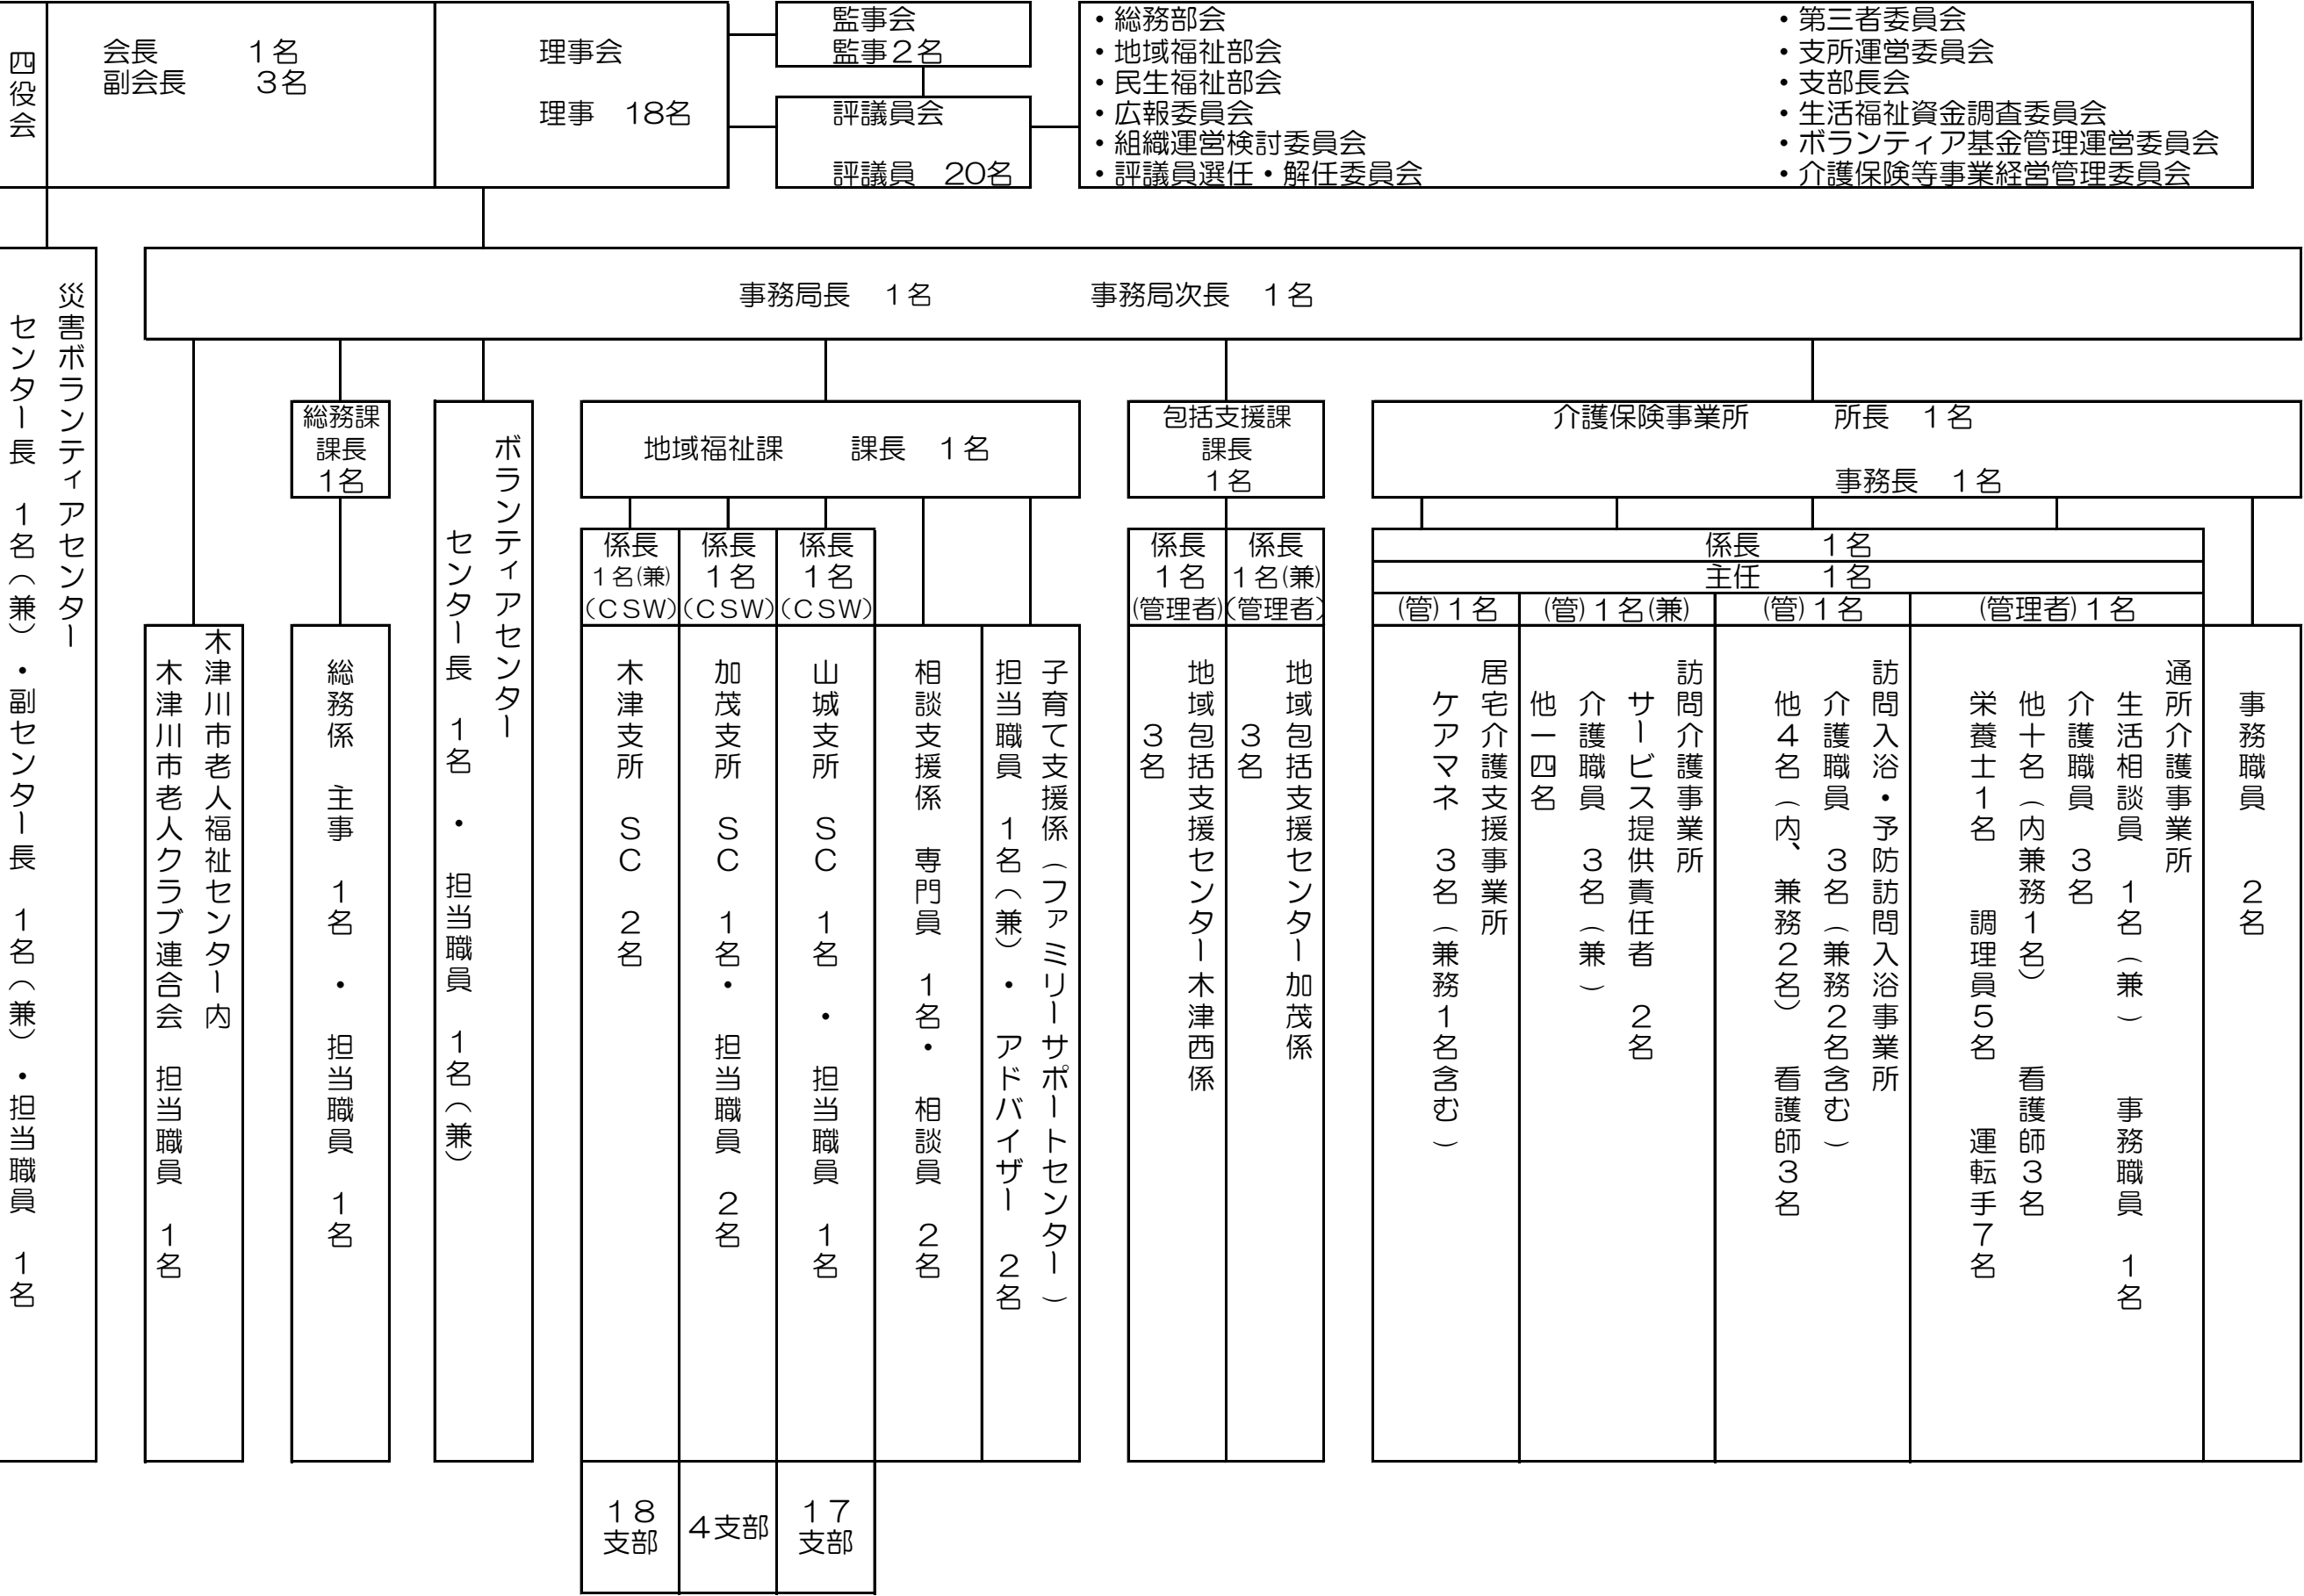 四役会
会長　1名
副会長　3名
理事会
理事　18名
監事会
監事2名
評議員会
評議員　20名
・総務部会
・地域福祉部会
・民生福祉部会
・広報委員会
・組織運営検討委員会
・評議員選任・解任委員会
・第三者委員会
・支所運営委員会
・支部長会
・生活福祉資金調査委員会
・ボランティア基金管理運営委員会
・介護保険等事業経営管理委員会
災害ボランティアセンター
センター長　1名（兼）・副センター長　1名（兼）・担当職員　1名
事務局長　1名　事務局次長　1名
木津川市老人福祉センター内
木津川市老人クラブ連合会　担当職員　1名
総務課
課長
1名
総務係　主事　1名　・　担当職員　1名
ボランティアセンター
センター長　1名　・　担当職員　1名（兼）
地域福祉課　課長　1名
係長
1名(兼)
（CSW）
木津支所　SC　2名
18
支部
係長
1名
（CSW）
加茂支所　SC　1名・　担当職員　2名
4支部
係長
1名
（CSW）
山城支所　SC　1名　・　担当職員　1名
17
支部
相談支援係　専門員　1名・　相談員　2名
子育て支援係（ファミリーサポートセンター）
担当職員　1名（兼）・　アドバイザー　2名
包括支援課
課長
1名
係長
1名
(管理者)
地域包括支援センター木津西係
3名
係長
1名(兼)
（管理者）
地域包括支援センター加茂係
3名
介護保険事業所　所長　1名
事務長　1名
係長　1名
主任　1名
(管)1名
居宅介護支援事業所
ケアマネ　3名（兼務1名含む）
(管)1名(兼)
訪問介護事業所
サービス提供責任者　2名
介護職員　3名（兼）
他一四名
(管)1名
訪問入浴・予防訪問入浴事業所
介護職員　3名（兼務2名含む）
他4名（内、兼務2名）　看護師3名
(管理者)1名
通所介護事業所
生活相談員　1名（兼）　事務職員　1名
介護職員　3名
他十名（内兼務1名）　看護師3名
栄養士1名　調理員5名　運転手7名
事務職員　2名